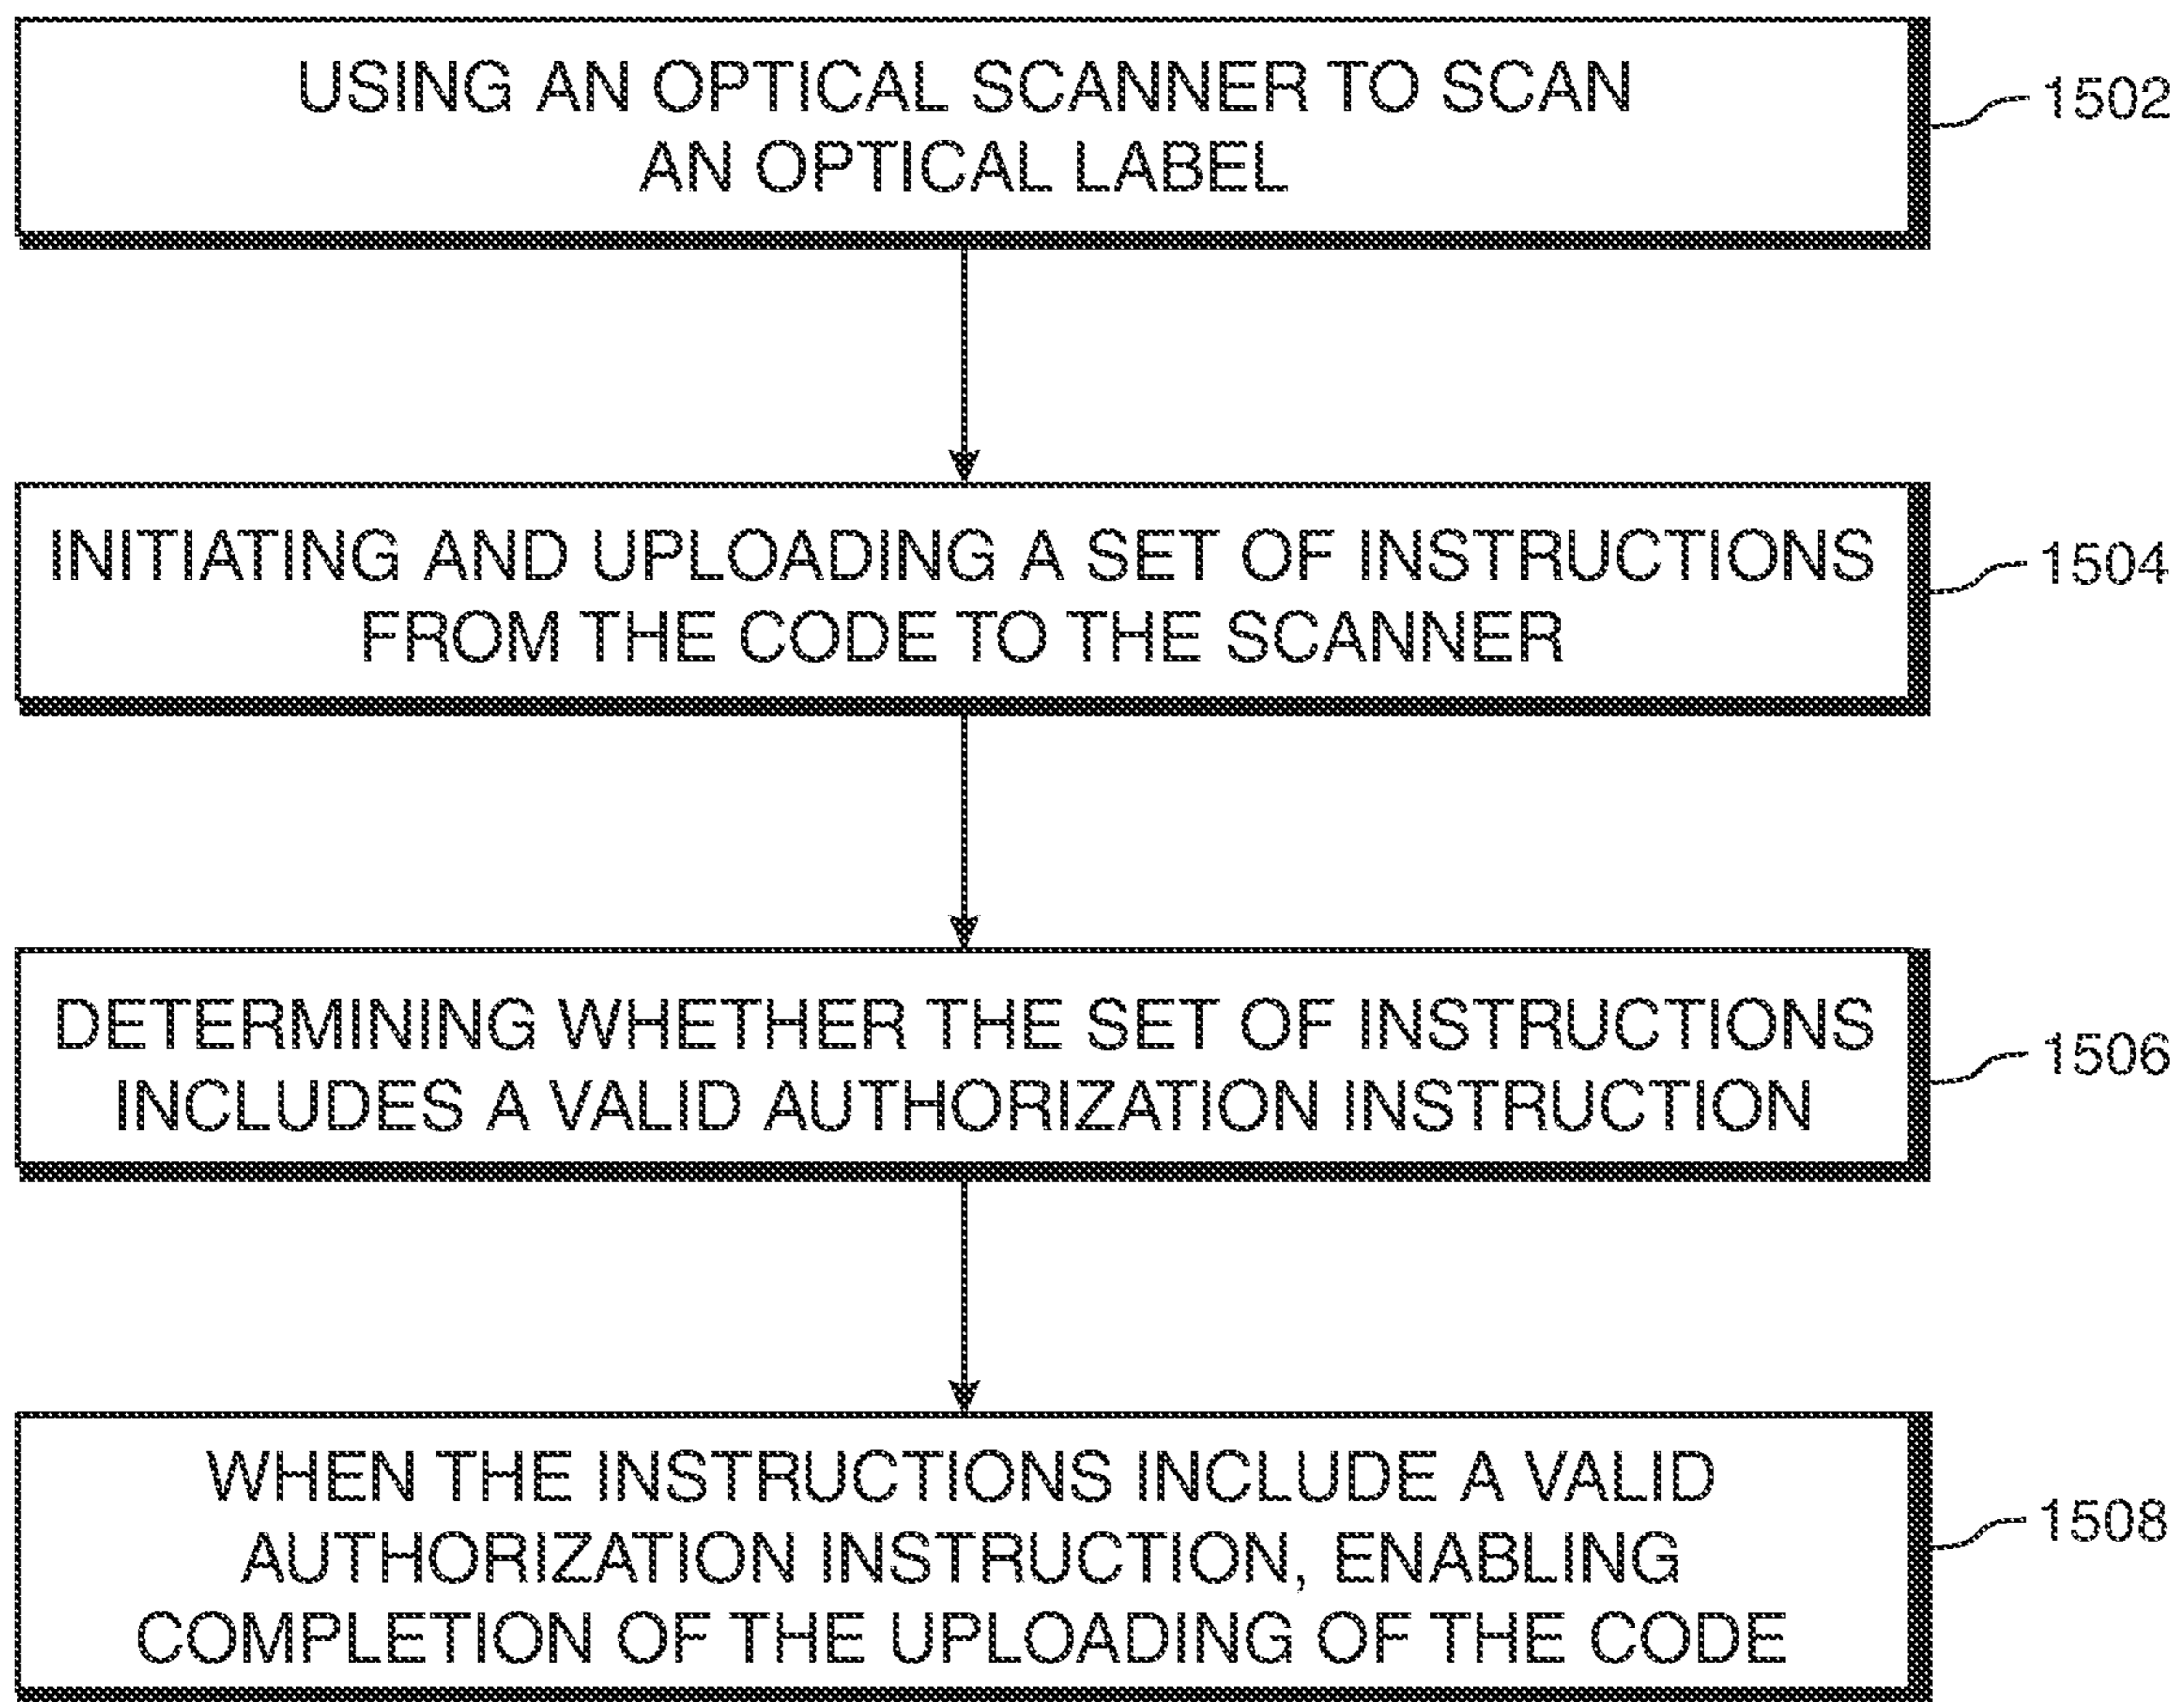 USING AN OPTICAL SCANNER TO SCAN
AN OPTICAL LABEL
1502
INITIATING AND UPLOADING A SET OF INSTRUCTIONS
FROM THE CODE TO THE SCANNER
1504
DETERMINING WHETHER THE SET OF INSTRUCTIONS
INCLUDES A VALID AUTHORIZATION INSTRUCTION
1506
WHEN THE INSTRUCTIONS INCLUDE A VALID
AUTHORIZATION INSTRUCTION, ENABLING
COMPLETION OF THE UPLOADING OF THE CODE
1508